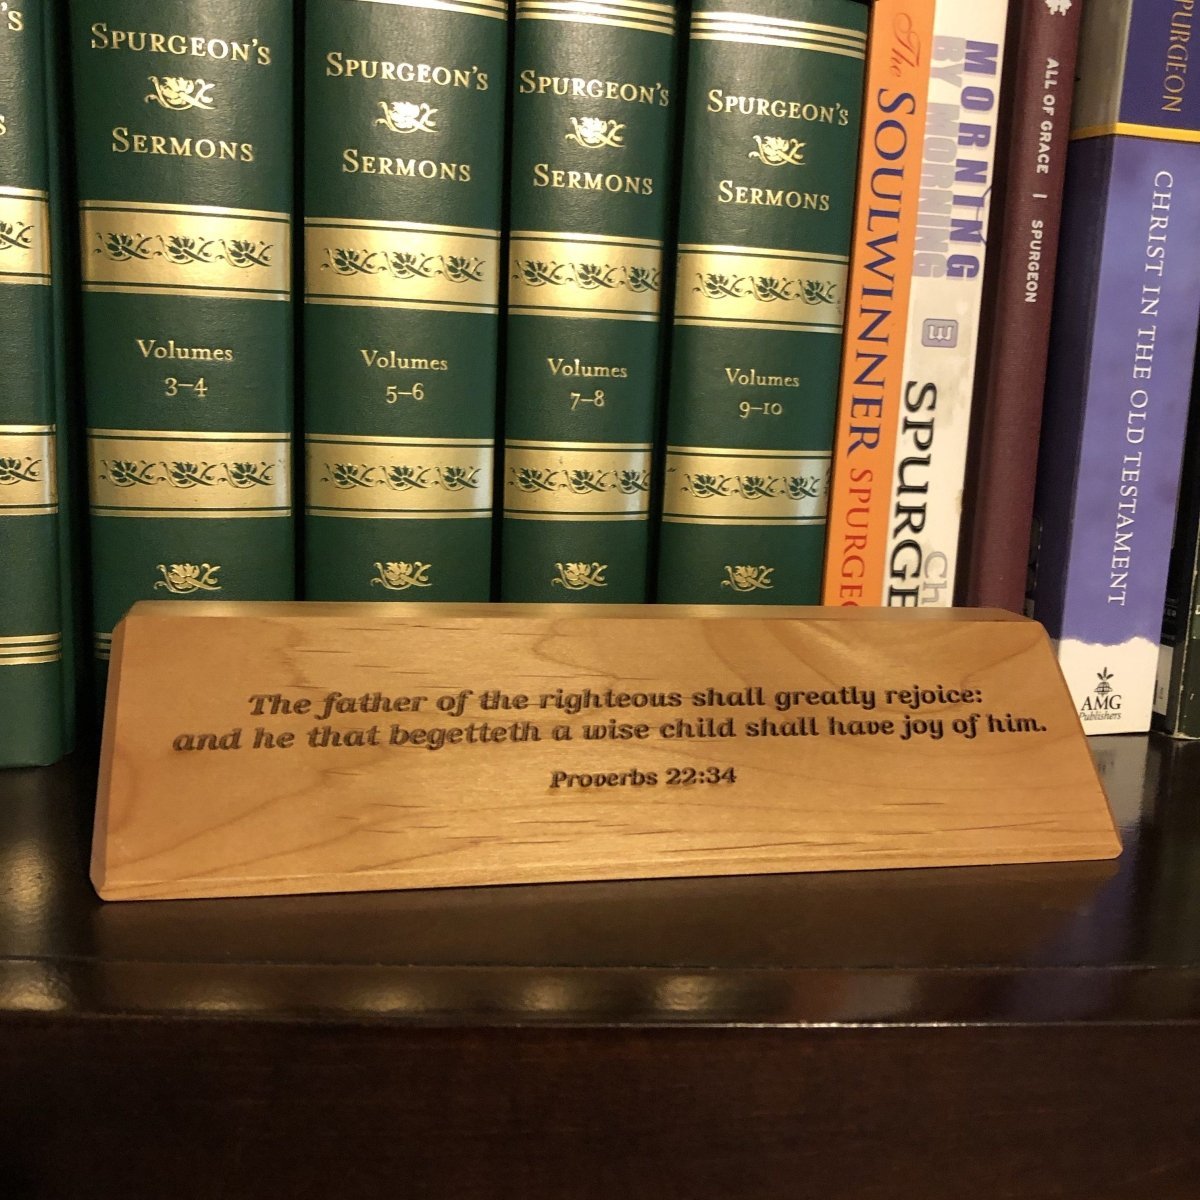 's
s
SPURGEON'S
SERMONS
Volumes
3–4
SPURGEON'S
SERMONS
Volumes
5–6
SPURGEON'S
SERMONS
Volumes
7–8
SPURGEON'S
SERMONS
Volumes
9–10
The SOULWINNER SPURGEO
MORNING
BY MORNING
SPURGE
Ch
ALL OF GRACE | SPURGEON
SPURGEON
CHRIST IN THE OLD TESTAMENT
AMG
Publishers
The father of the righteous shall greatly rejoice:
and he that begetteth a wise child shall have joy of him.
Proverbs 22:34